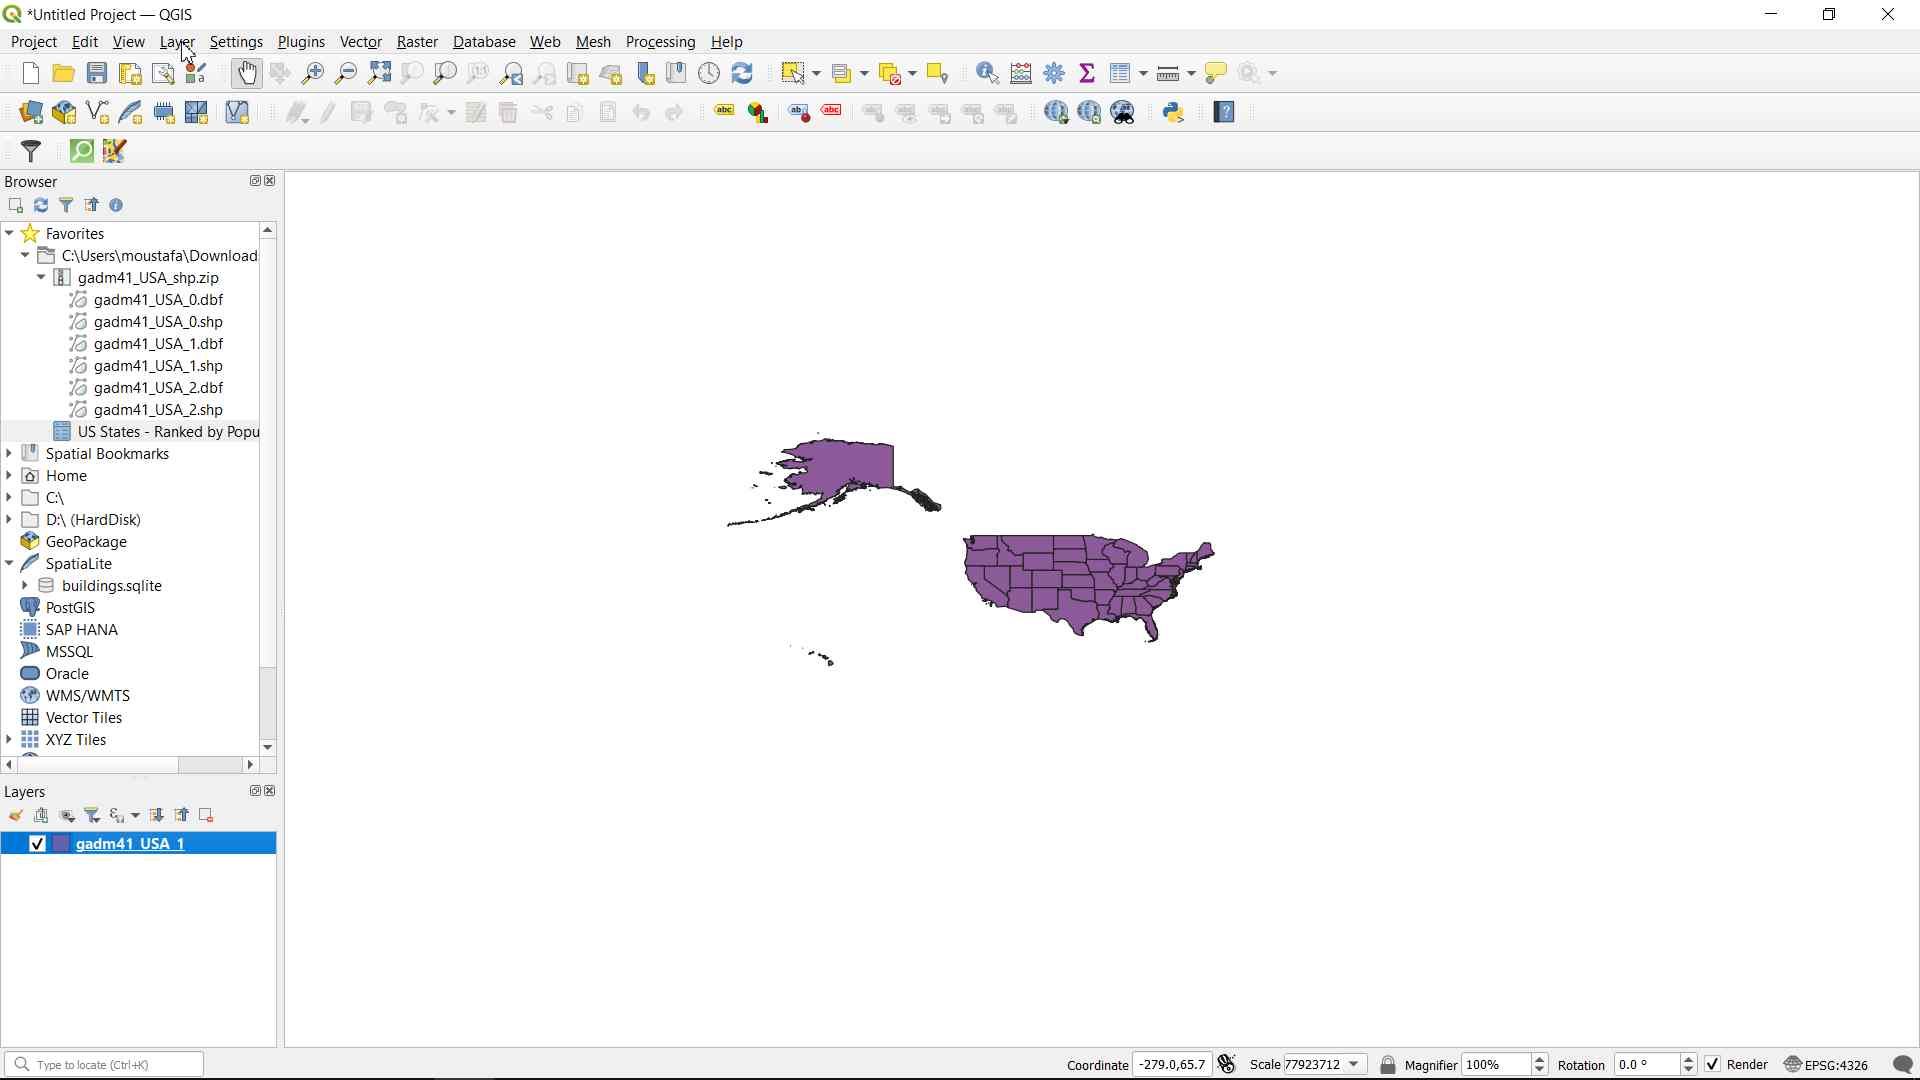 *Untitled Project — QGIS
Project Edit View Layer Settings Plugins Vector Raster Database Web Mesh Processing Help
Browser
Favorites
C:\Users\moustafa\Download
gadm41_USA_shp.zip
gadm41_USA_0.dbf
gadm41_USA_0.shp
gadm41_USA_1.dbf
gadm41_USA_1.shp
gadm41_USA_2.dbf
gadm41_USA_2.shp
US States - Ranked by Popu
Spatial Bookmarks
Home
C:\
D:\ (HardDisk)
GeoPackage
SpatiaLite
buildings.sqlite
PostGIS
SAP HANA
MSSQL
Oracle
WMS/WMTS
Vector Tiles
XYZ Tiles
Layers
gadm41 USA 1
Type to locate (Ctrl+K)
Coordinate -279.0,65.7 Scale 77923712 Magnifier 100% Rotation 0.0 ° Render EPSG:4326